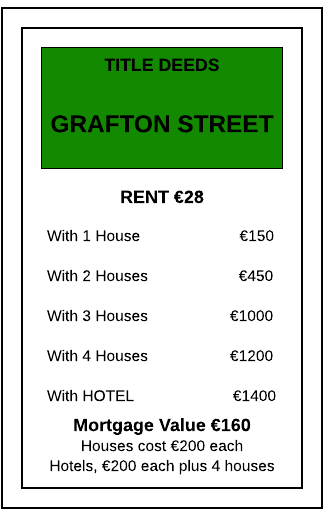 TITLE DEEDS
GRAFTON STREET
RENT €28
With 1 House €150
With 2 Houses €450
With 3 Houses €1000
With 4 Houses €1200
With HOTEL €1400
Mortgage Value €160
Houses cost €200 each
Hotels, €200 each plus 4 houses